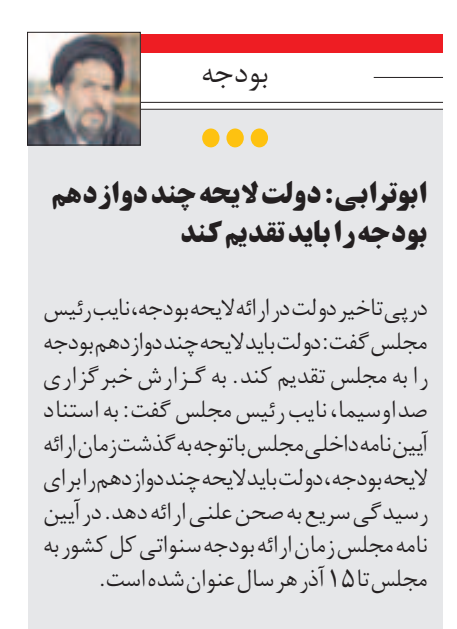 بودجه
ابوترابی: دولت لایحه چند دوازدهم
بودجه را باید تقدیم کند
در پی تاخیر دولت در ارائه لایحه بودجه، نایب رئیس
مجلس گفت: دولت باید لایحه چند دوازدهم بودجه
را به مجلس تقدیم کند. به گزارش خبرگزاری
صداوسیما، نایب رئیس مجلس گفت: به استناد
آیین‌نامه داخلی مجلس با توجه به گذشت زمان ارائه
لایحه بودجه، دولت باید لایحه چند دوازدهم را برای
رسیدگی سریع به صحن علنی ارائه دهد. در آیین
نامه مجلس زمان ارائه بودجه سنواتی کل کشور به
مجلس تا ۱۵ آذر هر سال عنوان شده است.